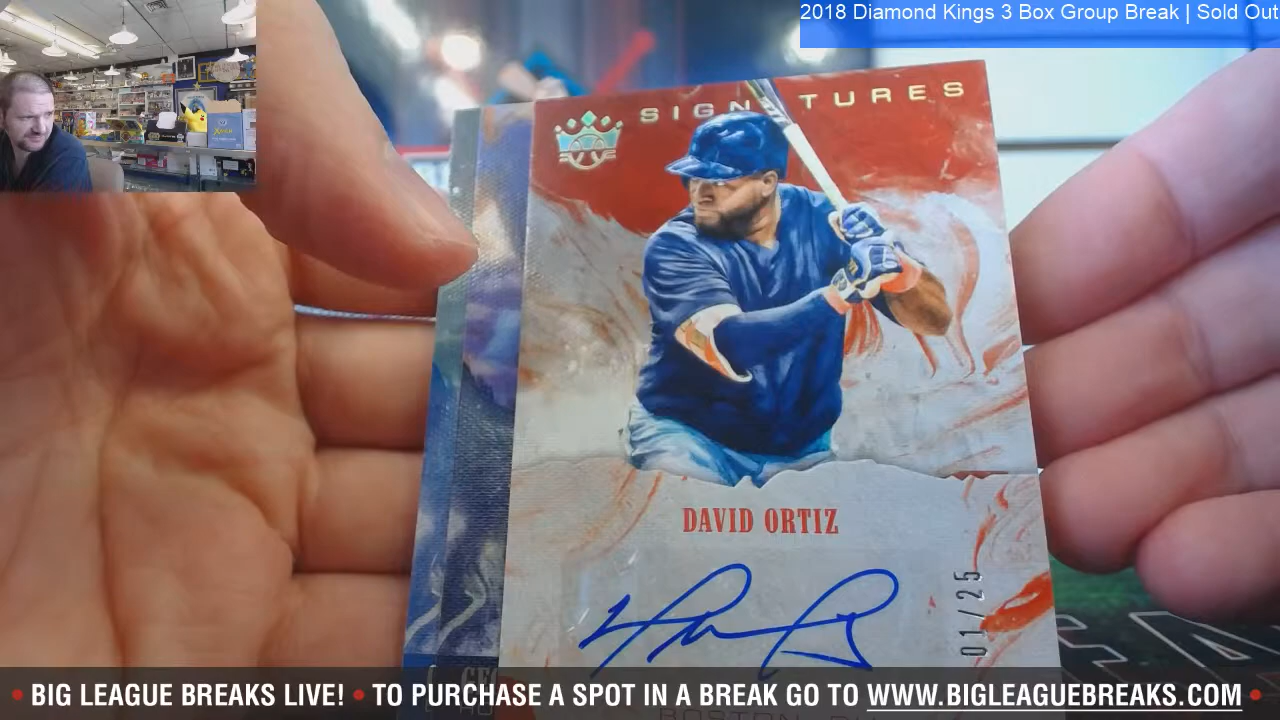 2018 Diamond Kings 3 Box Group Break | Sold Out
SIGNATURES
DAVID ORTIZ
01/25
• BIG LEAGUE BREAKS LIVE! • TO PURCHASE A SPOT IN A BREAK GO TO WWW.BIGLEAGUEBREAKS.COM •